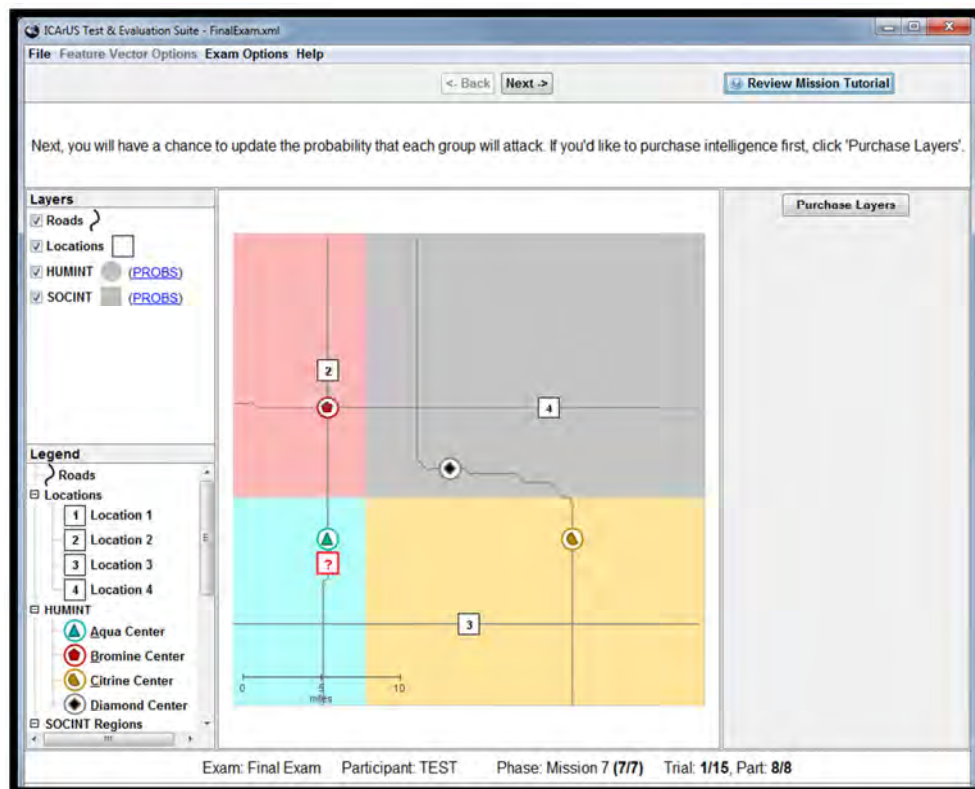 ICArUS Test & Evaluation Suite - FinalExam.xml
File Feature Vector Options Exam Options Help
<- Back Next -> Review Mission Tutorial
Next, you will have a chance to update the probability that each group will attack. If you'd like to purchase intelligence first, click 'Purchase Layers'.
Layers
Roads
Locations
HUMINT (PROBS)
SOCINT (PROBS)
Purchase Layers
2
4
?
3
0 5 10
miles
Legend
Roads
Locations
1 Location 1
2 Location 2
3 Location 3
4 Location 4
HUMINT
Aqua Center
Bromine Center
Citrine Center
Diamond Center
SOCINT Regions
Exam: Final Exam Participant: TEST Phase: Mission 7 (7/7) Trial: 1/15, Part: 8/8